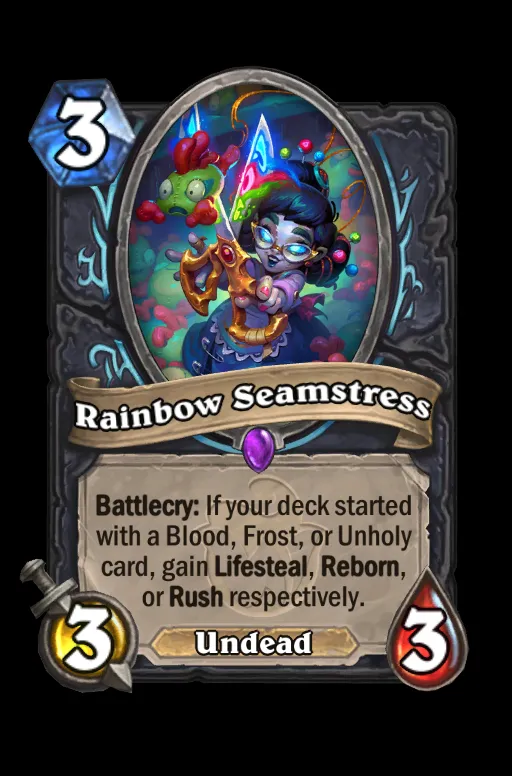 3
Rainbow Seamstress
Battlecry: If your deck started
with a Blood, Frost, or Unholy
card, gain Lifesteal, Reborn,
or Rush respectively.
3
Undead
3